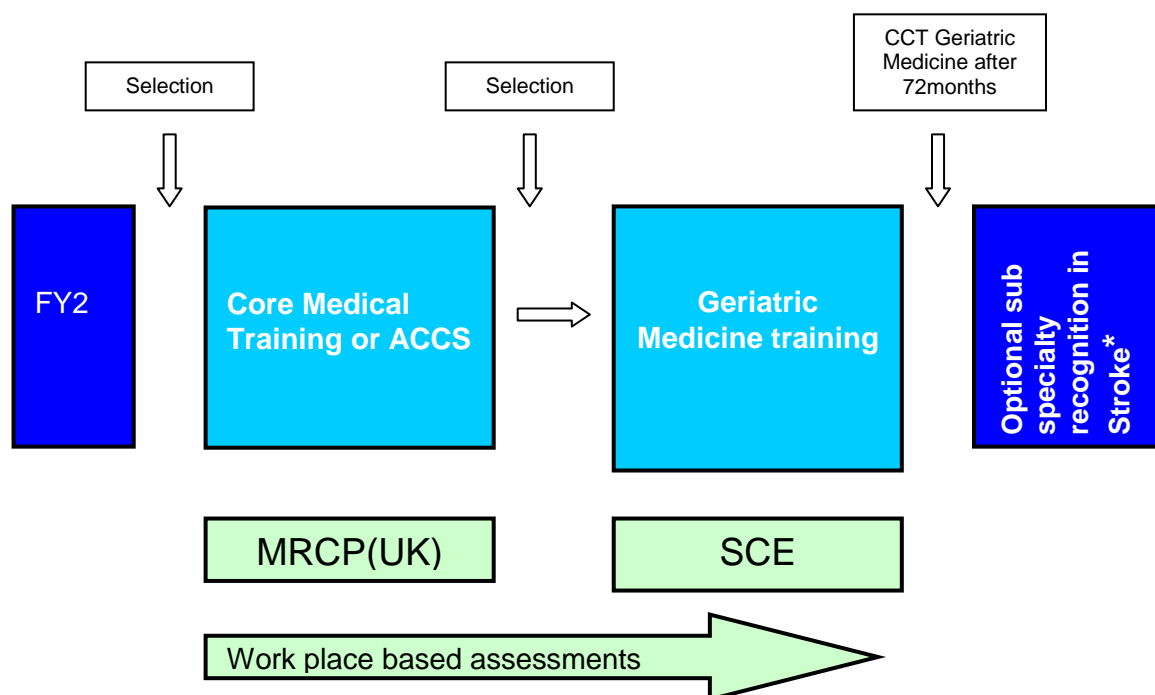 Selection
Selection
CCT Geriatric
Medicine after
72months
FY2
Core Medical
Training or ACCS
Geriatric
Medicine training
Optional sub
specialty
recognition in
Stroke*
MRCP(UK)
SCE
Work place based assessments